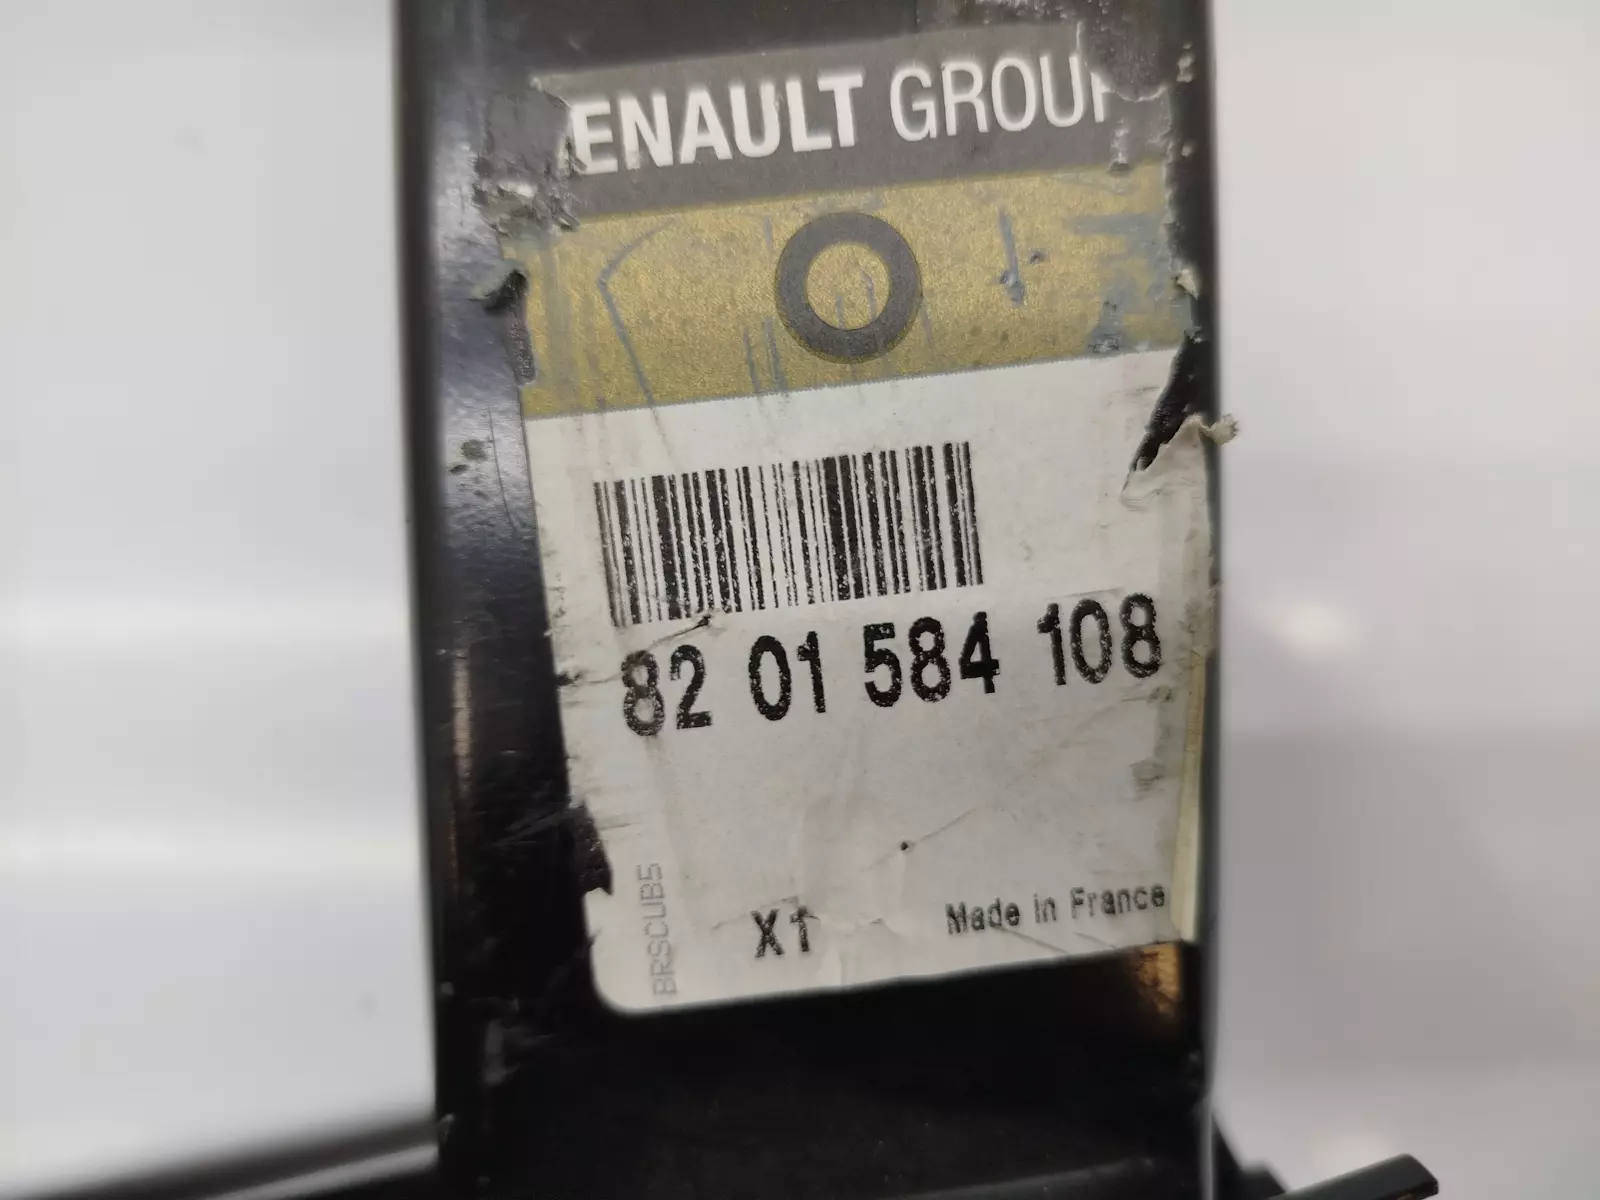 ENAULT GROUP
82 01 584 108
BRSCUB5
X1
Made in France